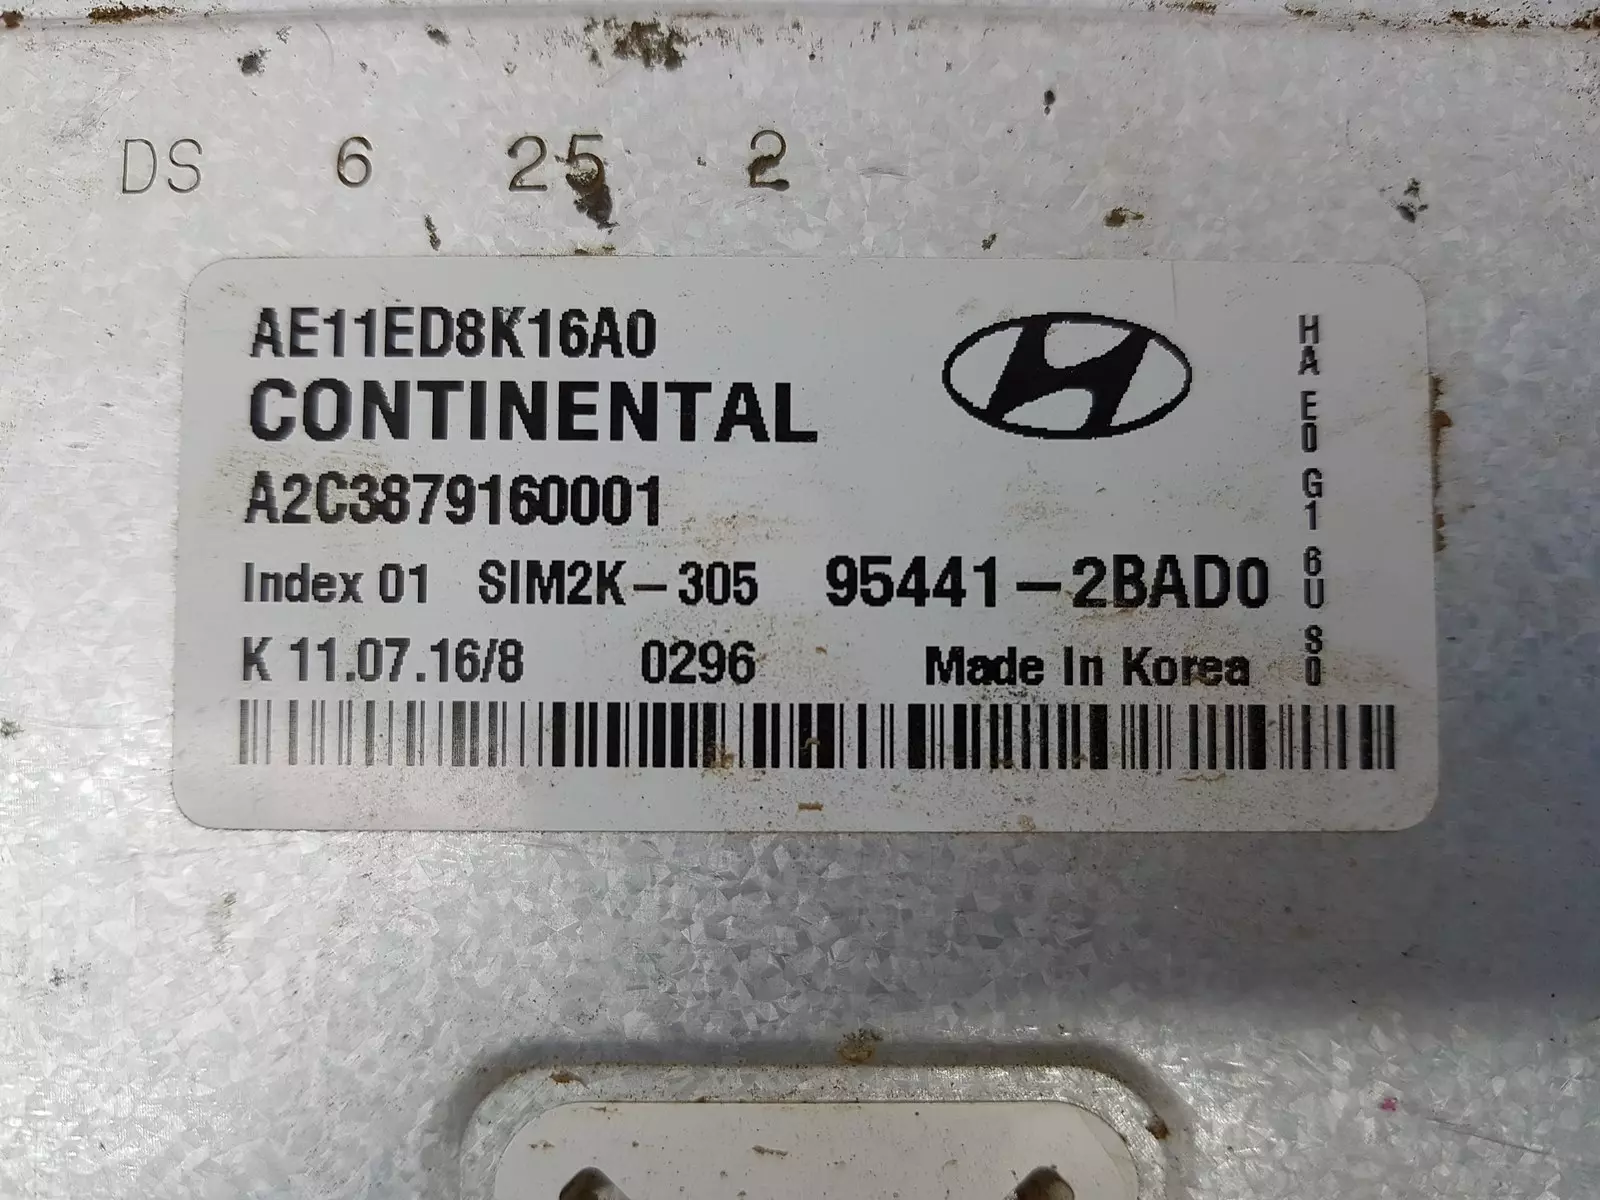 DS 6 25 2
AE11ED8K16A0
CONTINENTAL
A2C3879160001
Index 01 SIM2K-305 95441-2BAD0
K 11.07.16/8 0296 Made In Korea
HA E0 G1 6U S0